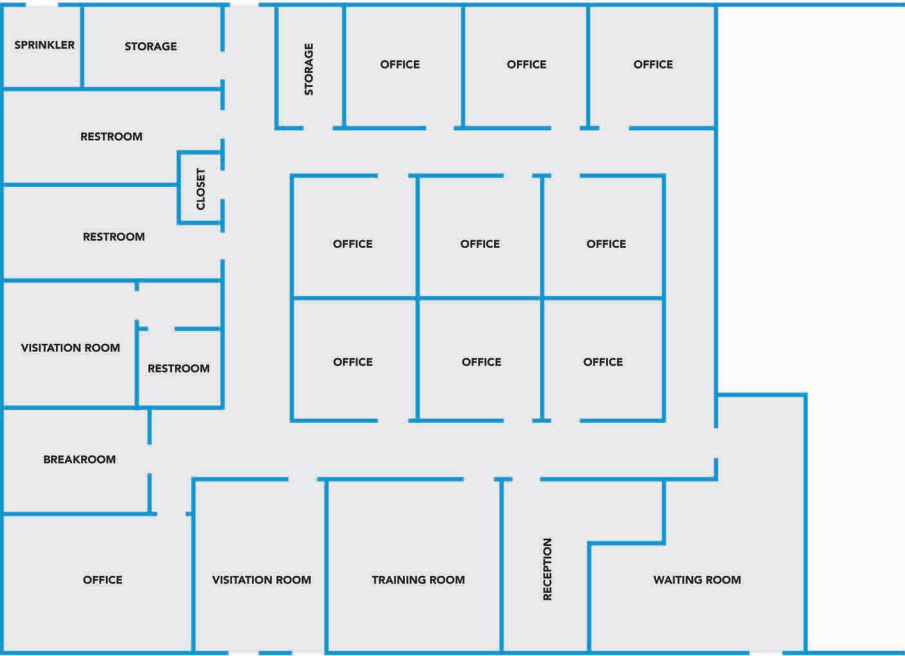 SPRINKLER
STORAGE
STORAGE
OFFICE
OFFICE
OFFICE
RESTROOM
CLOSET
RESTROOM
OFFICE
OFFICE
OFFICE
VISITATION ROOM
RESTROOM
OFFICE
OFFICE
OFFICE
BREAKROOM
OFFICE
VISITATION ROOM
TRAINING ROOM
RECEPTION
WAITING ROOM